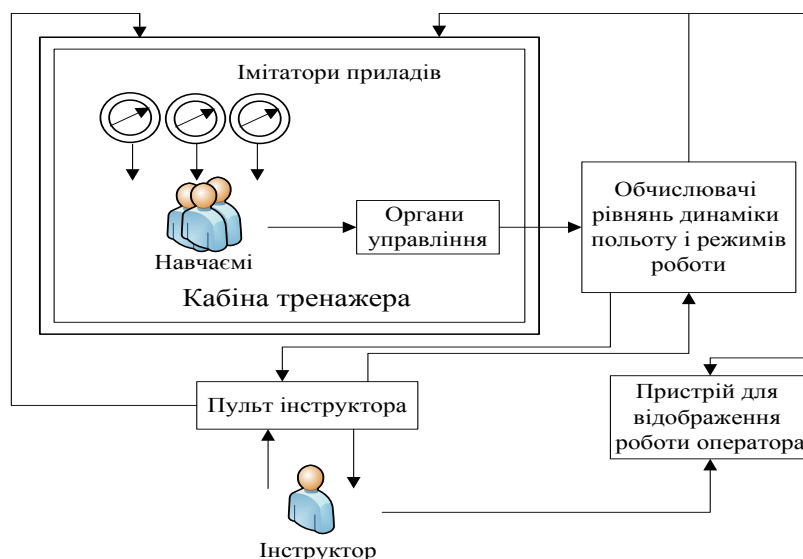 Імітатори приладів
Навчаємі
Органи
управління
Кабіна тренажера
Обчислювачі
рівнянь динаміки
польоту і режимів
роботи
Пульт інструктора
Пристрій для
відображення
роботи оператора
Інструктор